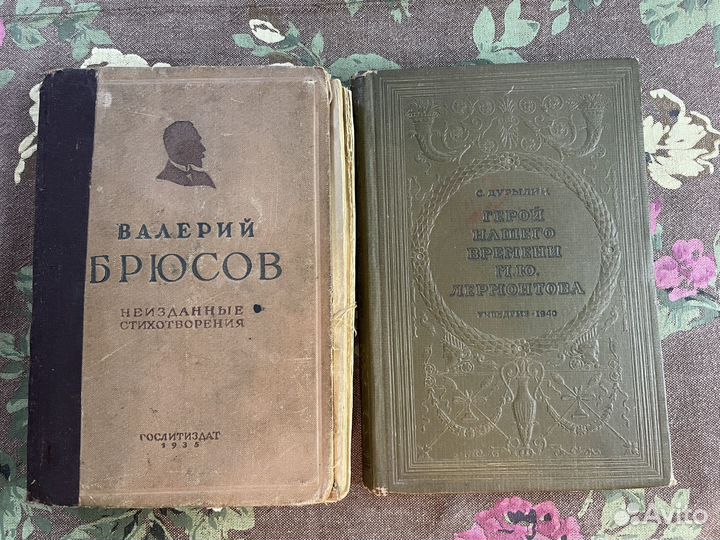 ВАЛЕРИЙ
БРЮСОВ
НЕИЗДАННЫЕ
СТИХОТВОРЕНИЯ
ГОСЛИТИЗДАТ
1935
С. ДУРЫЛИН
ГЕРОЙ
НАШЕГО
ВРЕМЕНИ
М.Ю.
ЛЕРМОНТОВА
УЧПЕДГИЗ · 1940
Avito